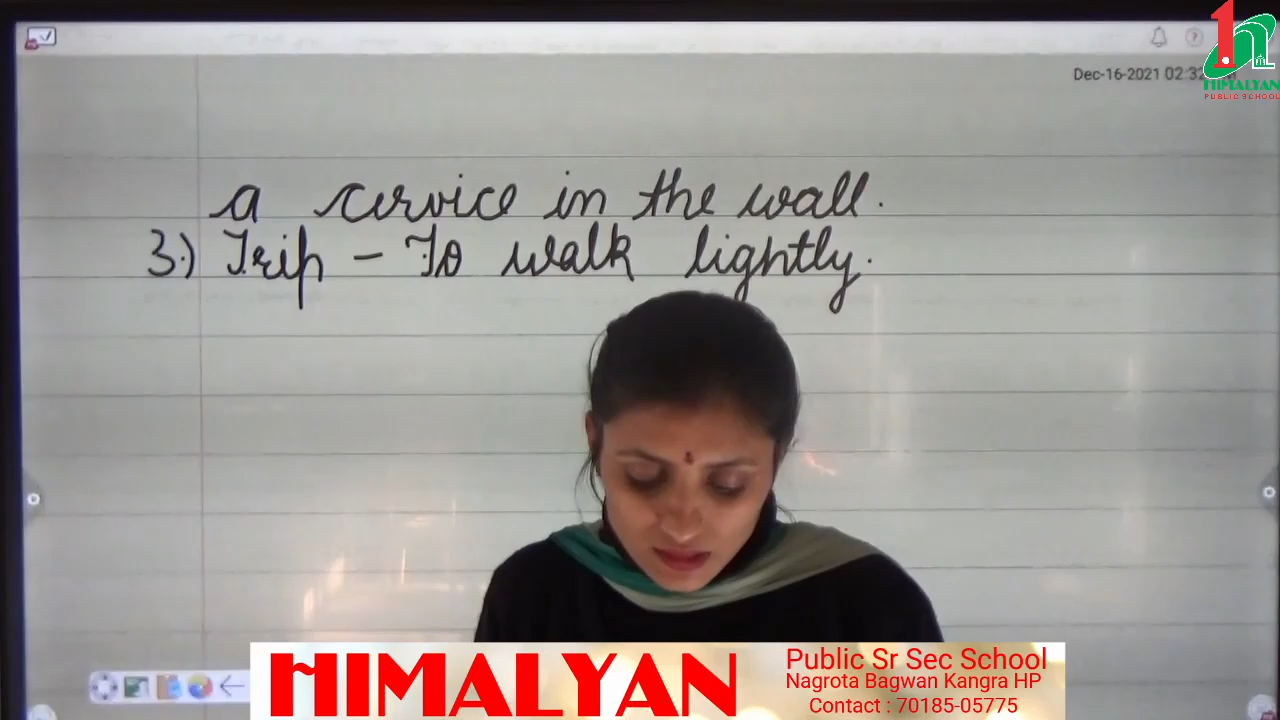 Dec-16-2021 02:32
HIMALYAN
PUBLIC SCHOOL
a cervice in the wall.
3.) Trip - To walk lightly.
HIMALYAN
Public Sr Sec School
Nagrota Bagwan Kangra HP
Contact : 70185-05775